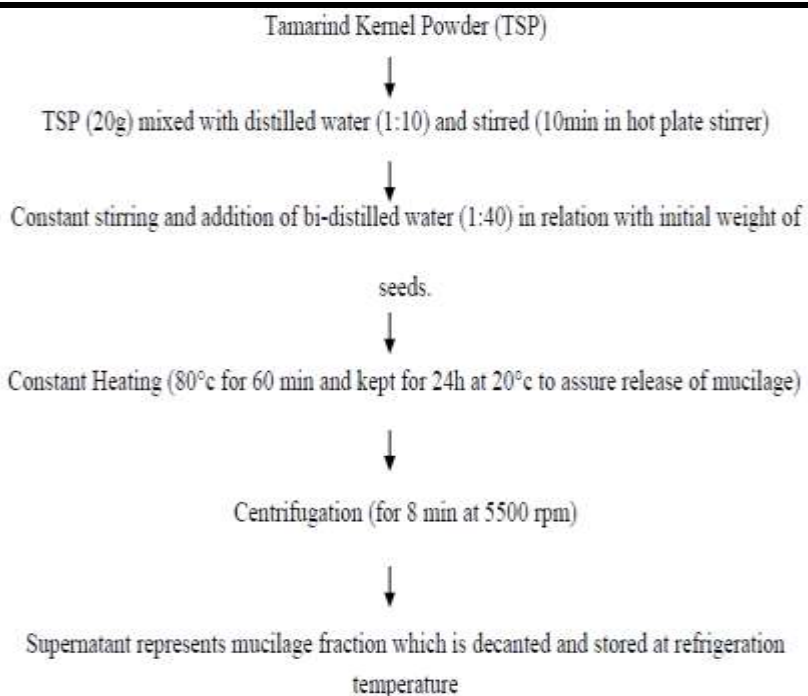 Tamarind Kernel Powder (TSP)
TSP (20g) mixed with distilled water (1:10) and stirred (10min in hot plate stirrer)
Constant stirring and addition of bi-distilled water (1:40) in relation with initial weight of
seeds.
Constant Heating (80°c for 60 min and kept for 24h at 20°c to assure release of mucilage)
Centrifugation (for 8 min at 5500 rpm)
Supernatant represents mucilage fraction which is decanted and stored at refrigeration
temperature